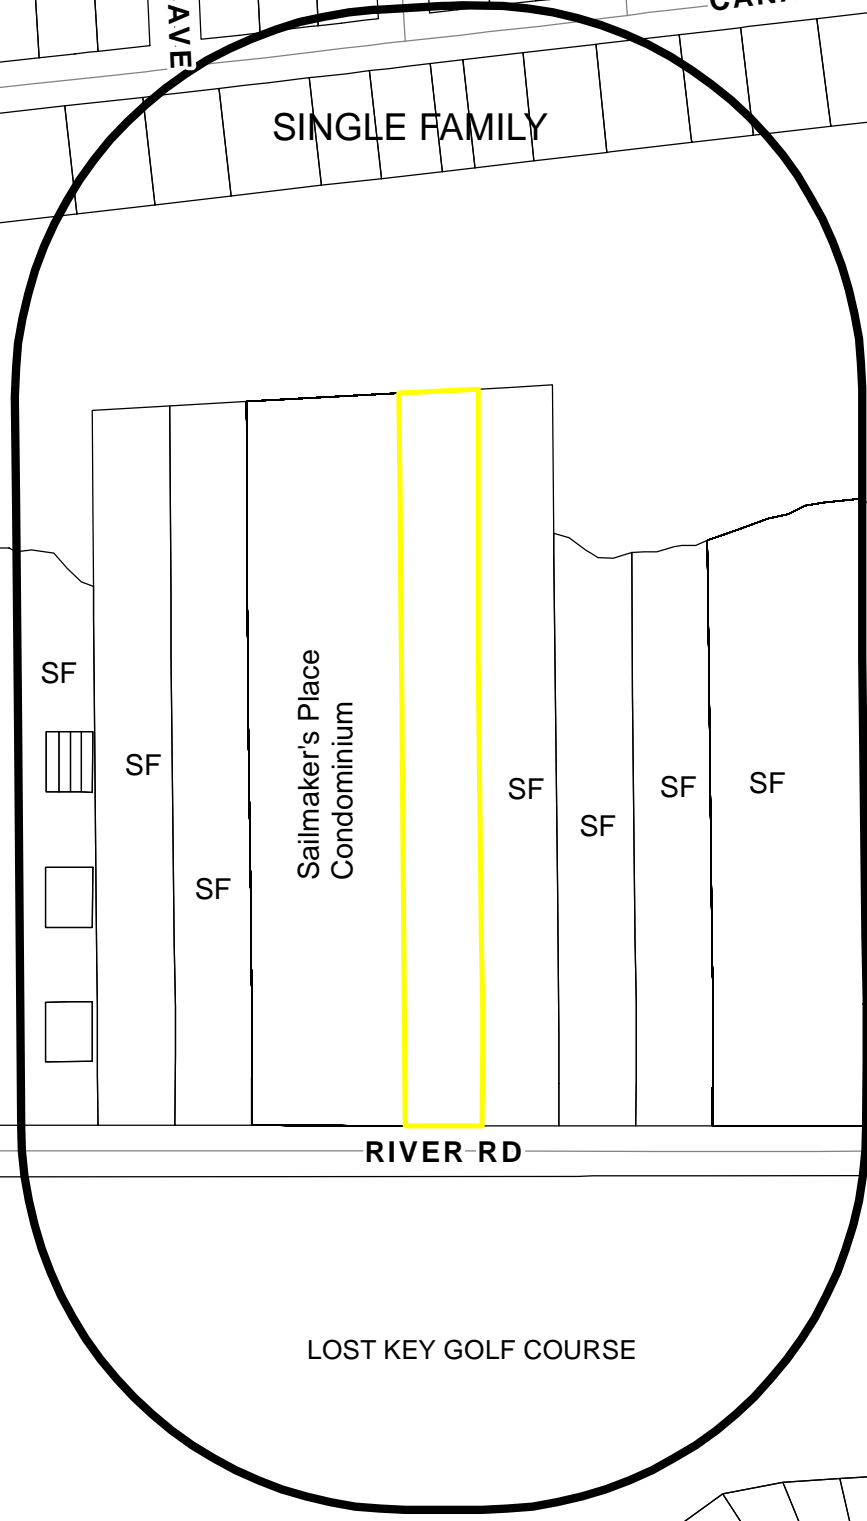 AVE
SINGLE FAMILY
SF
SF
SF
Sailmaker's Place
Condominium
SF
SF
SF
SF
RIVER RD
LOST KEY GOLF COURSE